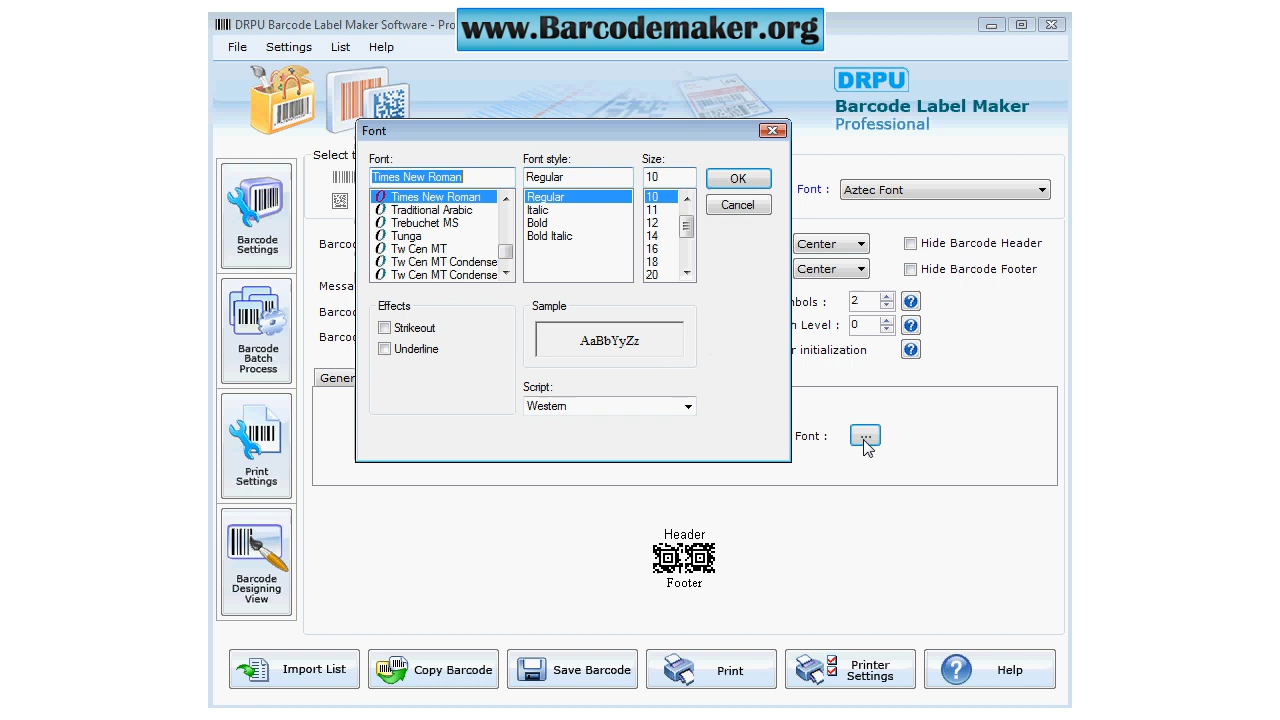 DRPU Barcode Label Maker Software - Pro
www.Barcodemaker.org
File Settings List Help
DRPU
Barcode Label Maker
Professional
Font
Font:
Times New Roman
Times New Roman
Traditional Arabic
Trebuchet MS
Tunga
Tw Cen MT
Tw Cen MT Condense
Tw Cen MT Condense
Font style:
Regular
Regular
Italic
Bold
Bold Italic
Size:
10
10
11
12
14
16
18
20
OK
Cancel
Effects
Strikeout
Underline
Sample
AaBbYyZz
Script:
Western
Select t
Font : Aztec Font
Barco
Center
Hide Barcode Header
Center
Hide Barcode Footer
Messa
Barco
Barco
nbols : 2
n Level : 0
r initialization
Gener
Font : ...
Barcode
Settings
Barcode
Batch
Process
Print
Settings
Barcode
Designing
View
Header
Footer
Import List
Copy Barcode
Save Barcode
Print
Printer
Settings
Help